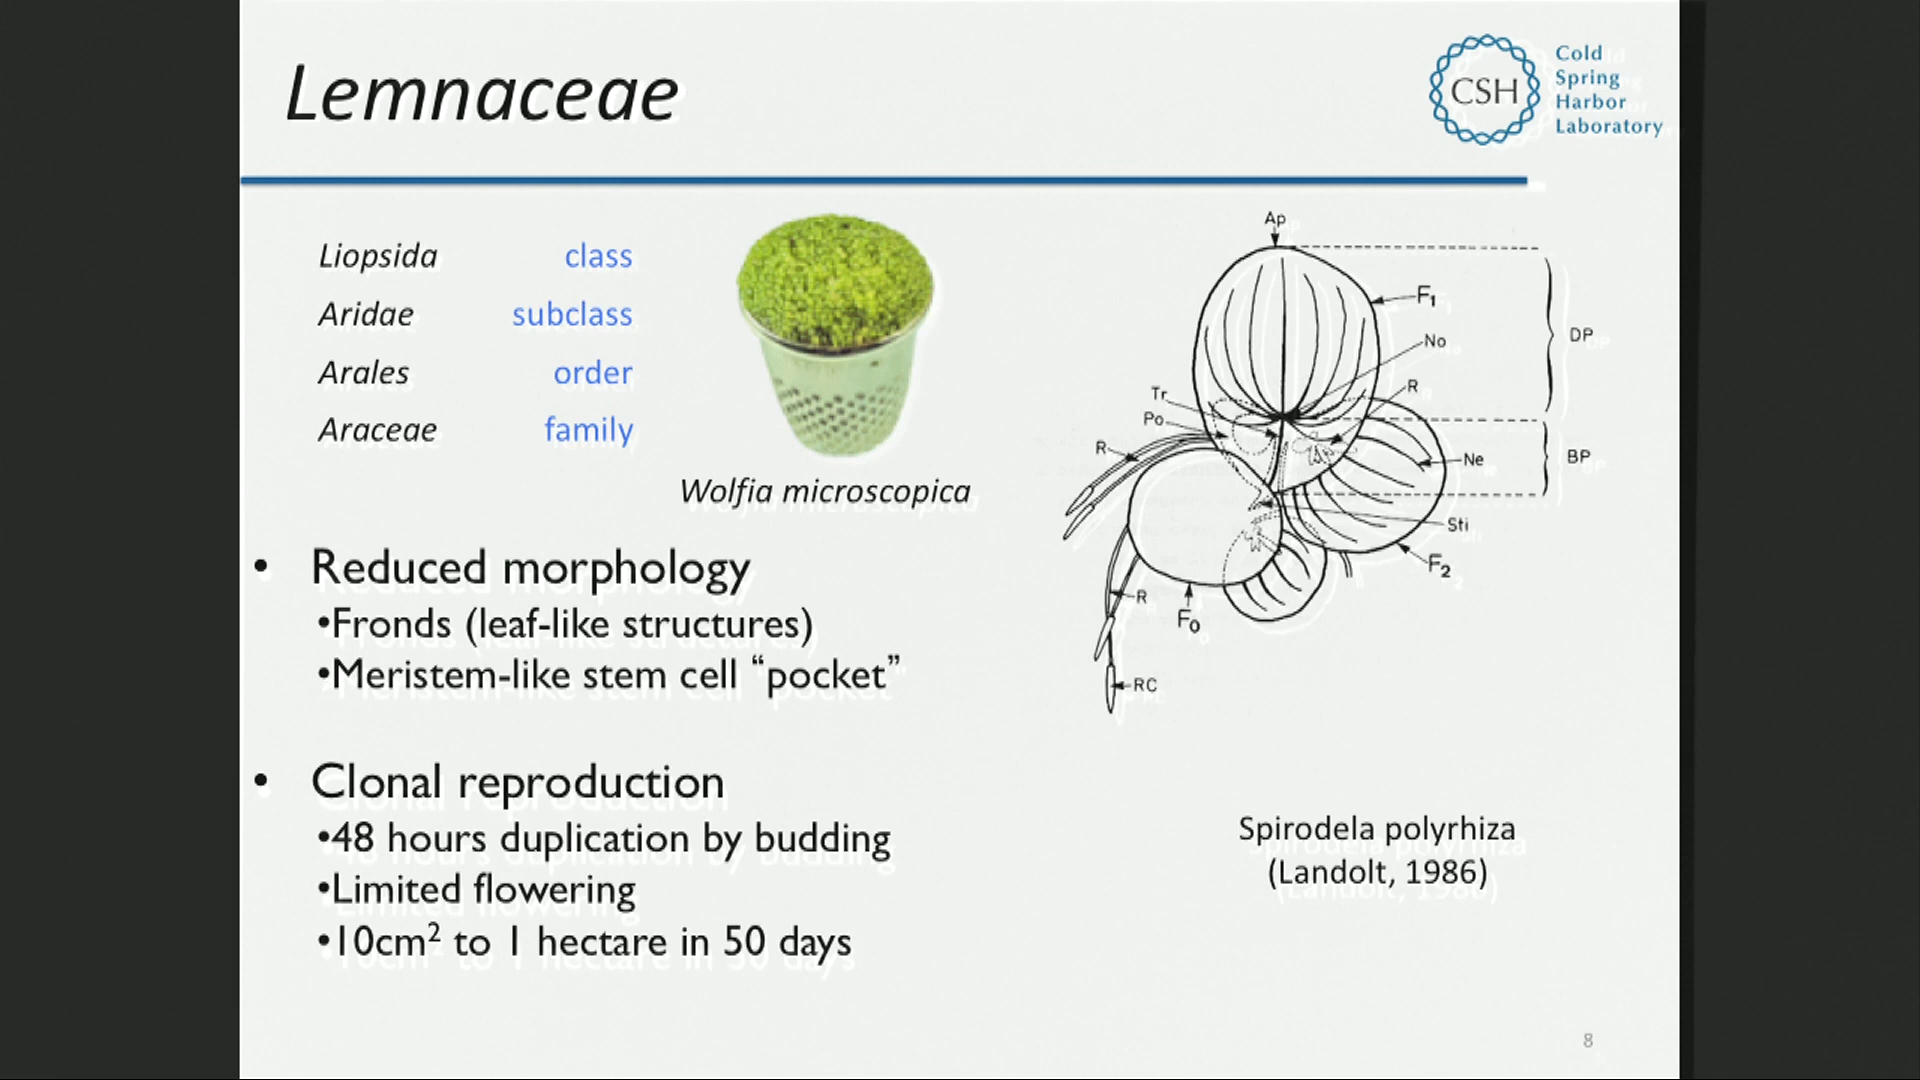 Lemnaceae
CSH
Cold
Spring
Harbor
Laboratory
Liopsida class
Aridae subclass
Arales order
Araceae family
Wolfia microscopica
Ap
F1
No
DP
R
Tr
Po
R
Ne
BP
Sti
F2
R
F0
RC
• Reduced morphology
•Fronds (leaf-like structures)
•Meristem-like stem cell “pocket”
• Clonal reproduction
•48 hours duplication by budding
•Limited flowering
•10cm² to 1 hectare in 50 days
Spirodela polyrhiza
(Landolt, 1986)
8